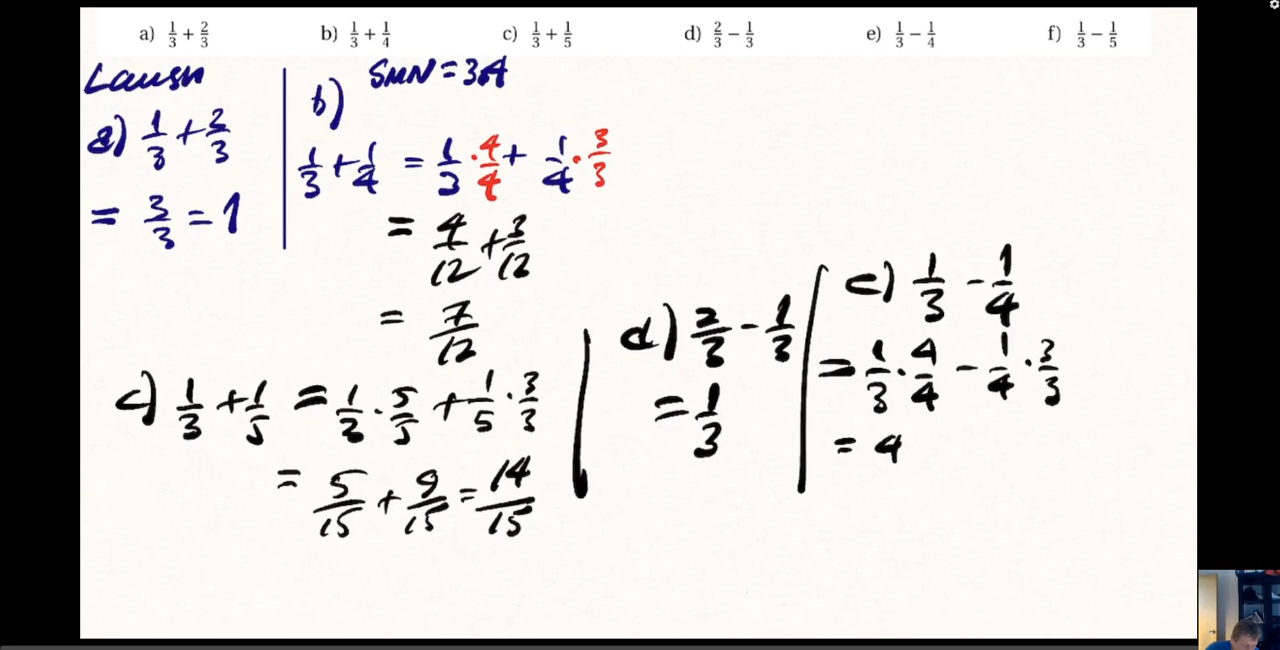 a) 1/3 + 2/3 b) 1/3 + 1/4 c) 1/3 + 1/5 d) 2/3 − 1/3 e) 1/3 − 1/4 f) 1/3 − 1/5
Lausn
a) 1/3 + 2/3
= 3/3 = 1
b) SMN = 3·4
1/3 + 1/4 = 1/3 · 4/4 + 1/4 · 3/3
= 4/12 + 3/12
= 7/12
c) 1/3 + 1/5 = 1/3 · 5/5 + 1/5 · 3/3
= 5/15 + 9/15 = 14/15
d) 2/3 − 1/3
= 1/3
c) 1/3 − 1/4
= 1/3 · 4/4 − 1/4 · 3/3
= 4